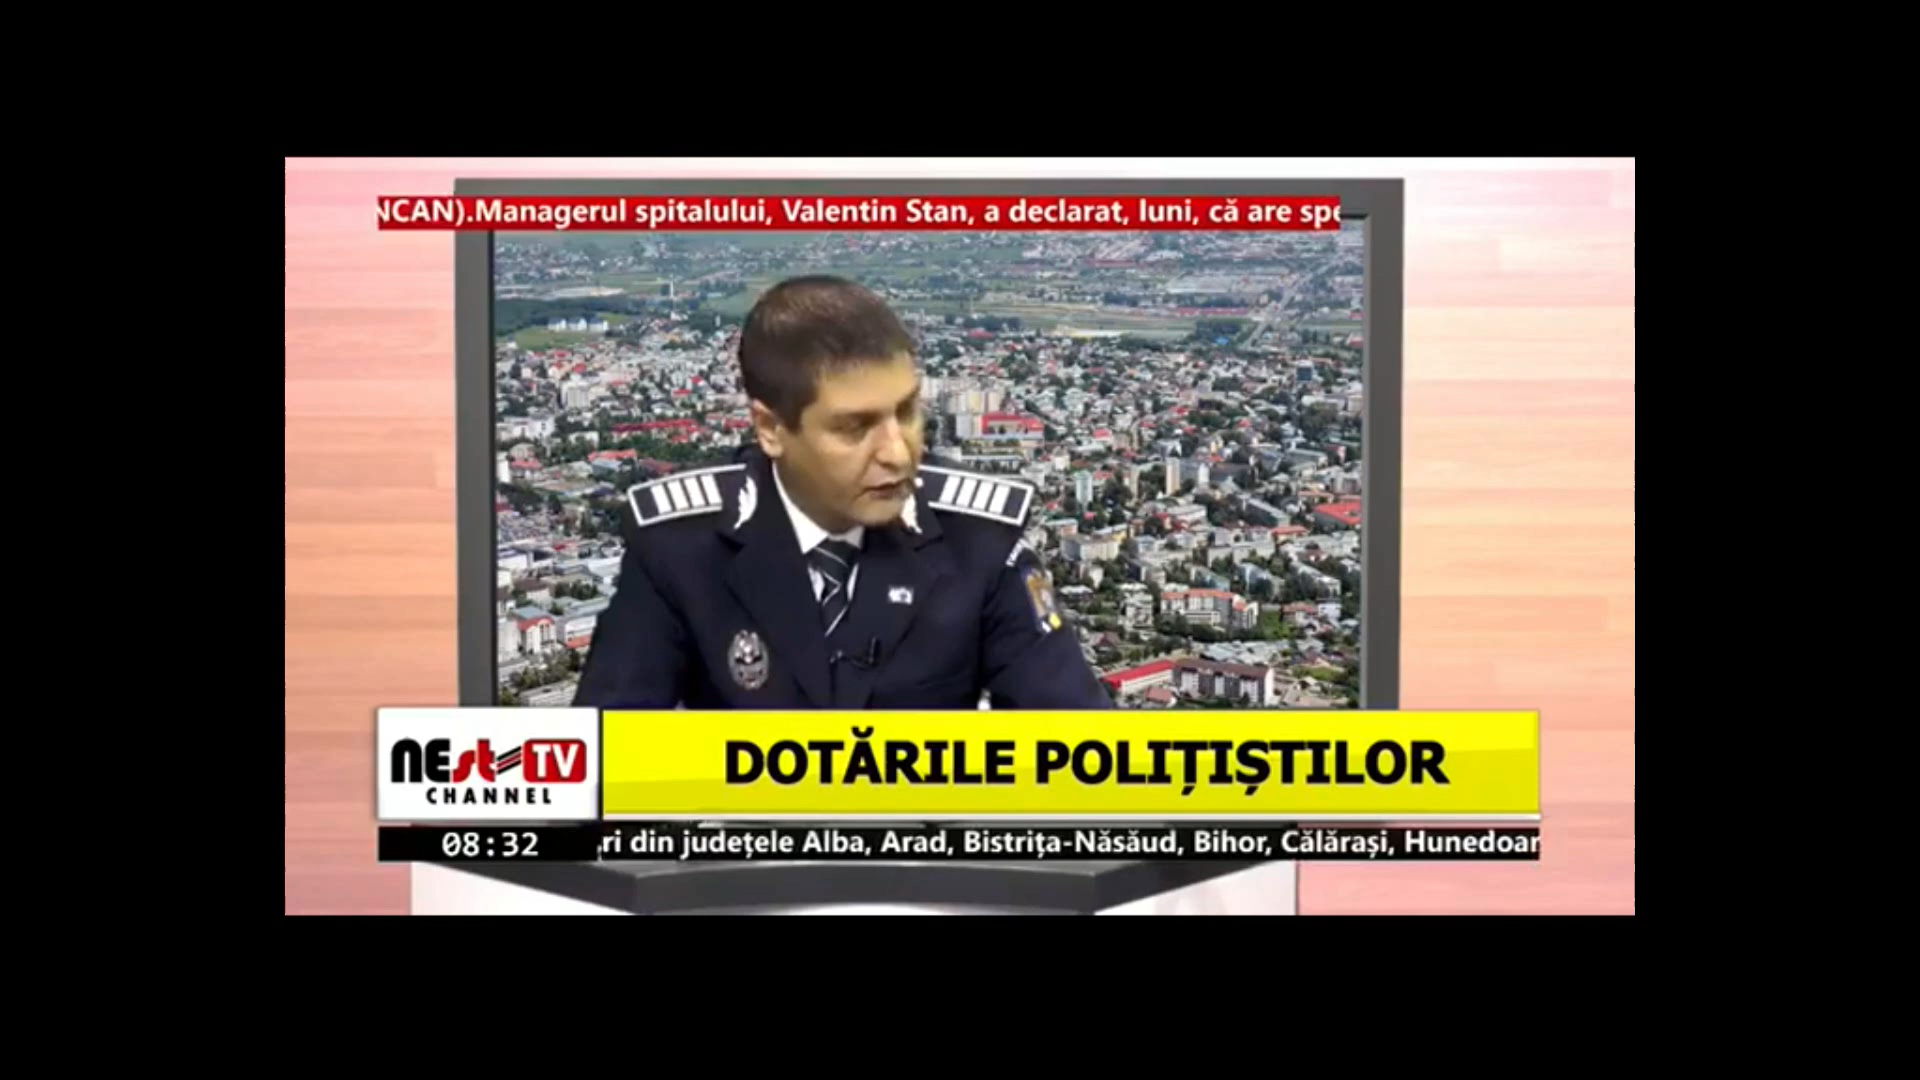 NCAN).Managerul spitalului, Valentin Stan, a declarat, luni, că are spe
NEst TV
CHANNEL
DOTĂRILE POLIȚIȘTILOR
08:32
ri din județele Alba, Arad, Bistrița-Năsăud, Bihor, Călărași, Hunedoar